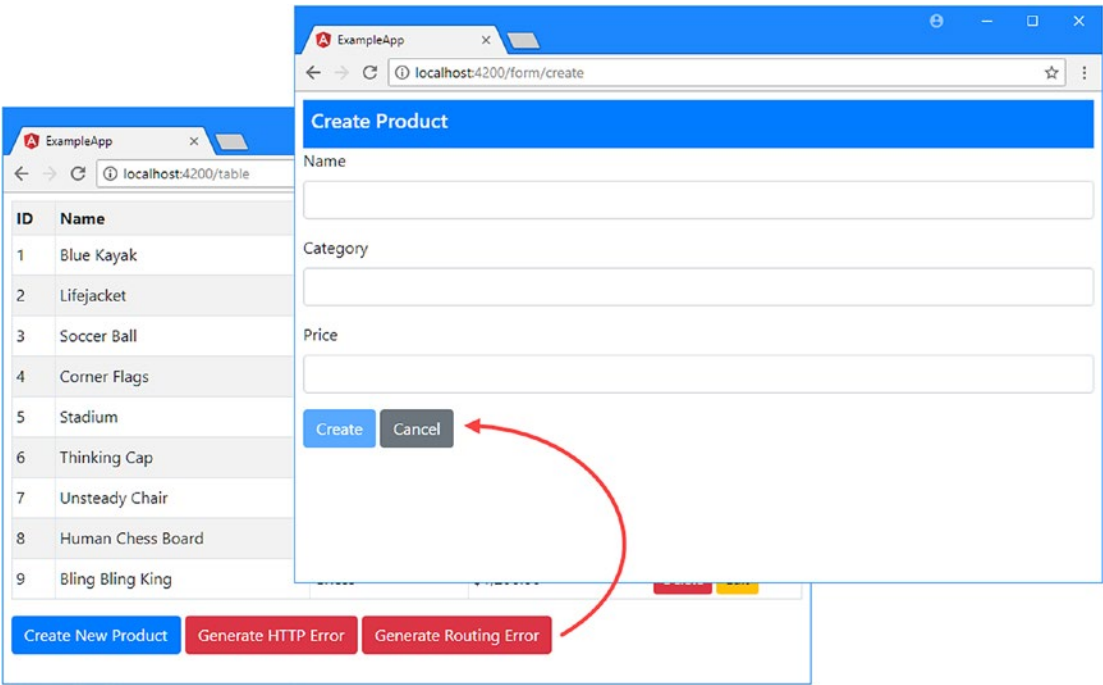 ExampleApp
localhost:4200/form/create
Create Product
Name
Category
Price
Create Cancel
ExampleApp
localhost:4200/table
ID Name
1 Blue Kayak
2 Lifejacket
3 Soccer Ball
4 Corner Flags
5 Stadium
6 Thinking Cap
7 Unsteady Chair
8 Human Chess Board
9 Bling Bling King
Create New Product Generate HTTP Error Generate Routing Error